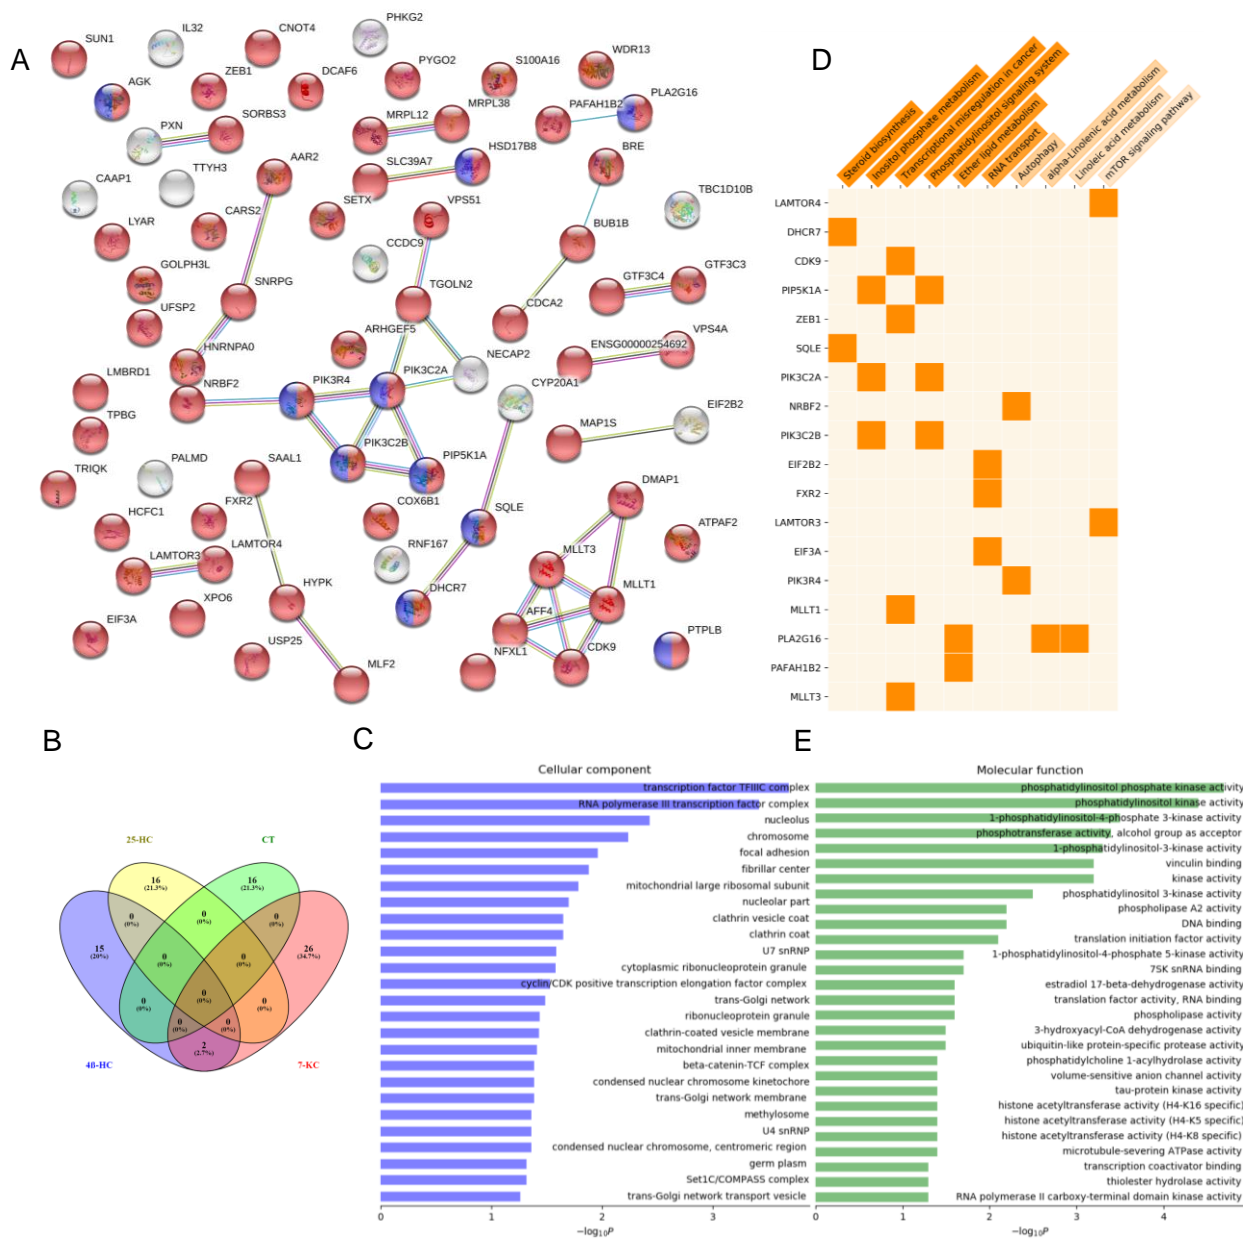 A
SUN1
IL32
CNOT4
PHKG2
AGK
ZEB1
DCAF6
PYGO2
S100A16
WDR13
PXN
SORBS3
MRPL12
MRPL38
PAFAH1B2
PLA2G16
CAAP1
TTYH3
AAR2
SLC39A7
HSD17B8
BRE
TBC1D10B
LYAR
CARS2
SETX
VPS51
CCDC9
BUB1B
GOLPH3L
SNRPG
TGOLN2
GTF3C4
GTF3C3
UFSP2
CDCA2
HNRNPA0
ARHGEF5
NECAP2
ENSG00000254692
VPS4A
LMBRD1
NRBF2
PIK3R4
PIK3C2A
CYP20A1
EIF2B2
TPBG
MAP1S
PIK3C2B
PIP5K1A
TRIQK
PALMD
SAAL1
COX6B1
SQLE
DMAP1
HCFC1
FXR2
RNF167
ATPAF2
LAMTOR3
LAMTOR4
MLLT3
HYPK
DHCR7
MLLT1
EIF3A
XPO6
AFF4
CDK9
USP25
MLF2
NFXL1
PTPLB
D
Steroid biosynthesis
Inositol phosphate metabolism
Transcriptional misregulation in cancer
Phosphatidylinositol signaling system
Ether lipid metabolism
RNA transport
Autophagy
alpha-Linolenic acid metabolism
Linoleic acid metabolism
mTOR signaling pathway
LAMTOR4
DHCR7
CDK9
PIP5K1A
ZEB1
SQLE
PIK3C2A
NRBF2
PIK3C2B
EIF2B2
FXR2
LAMTOR3
EIF3A
PIK3R4
MLLT1
PLA2G16
PAFAH1B2
MLLT3
B
25-HC
CT
16
(21.3%)
16
(21.3%)
0
(0%)
0
(0%)
0
(0%)
15
(20%)
26
(34.7%)
0
(0%)
0
(0%)
0
(0%)
0
(0%)
0
(0%)
0
(0%)
0
(0%)
2
(2.7%)
4ß-HC
7-KC
C
Cellular component
transcription factor TFIIIC complex
RNA polymerase III transcription factor complex
nucleolus
chromosome
focal adhesion
fibrillar center
mitochondrial large ribosomal subunit
nucleolar part
clathrin vesicle coat
clathrin coat
U7 snRNP
cytoplasmic ribonucleoprotein granule
cyclin/CDK positive transcription elongation factor complex
trans-Golgi network
ribonucleoprotein granule
clathrin-coated vesicle membrane
mitochondrial inner membrane
beta-catenin-TCF complex
condensed nuclear chromosome kinetochore
trans-Golgi network membrane
methylosome
U4 snRNP
condensed nuclear chromosome, centromeric region
germ plasm
Set1C/COMPASS complex
trans-Golgi network transport vesicle
0 1 2 3
−log₁₀P
E
Molecular function
phosphatidylinositol phosphate kinase activity
phosphatidylinositol kinase activity
1-phosphatidylinositol-4-phosphate 3-kinase activity
phosphotransferase activity, alcohol group as acceptor
1-phosphatidylinositol-3-kinase activity
vinculin binding
kinase activity
phosphatidylinositol 3-kinase activity
phospholipase A2 activity
DNA binding
translation initiation factor activity
1-phosphatidylinositol-4-phosphate 5-kinase activity
7SK snRNA binding
estradiol 17-beta-dehydrogenase activity
translation factor activity, RNA binding
phospholipase activity
3-hydroxyacyl-CoA dehydrogenase activity
ubiquitin-like protein-specific protease activity
phosphatidylcholine 1-acylhydrolase activity
volume-sensitive anion channel activity
tau-protein kinase activity
histone acetyltransferase activity (H4-K16 specific)
histone acetyltransferase activity (H4-K5 specific)
histone acetyltransferase activity (H4-K8 specific)
microtubule-severing ATPase activity
transcription coactivator binding
thiolester hydrolase activity
RNA polymerase II carboxy-terminal domain kinase activity
0 1 2 3 4
−log₁₀P